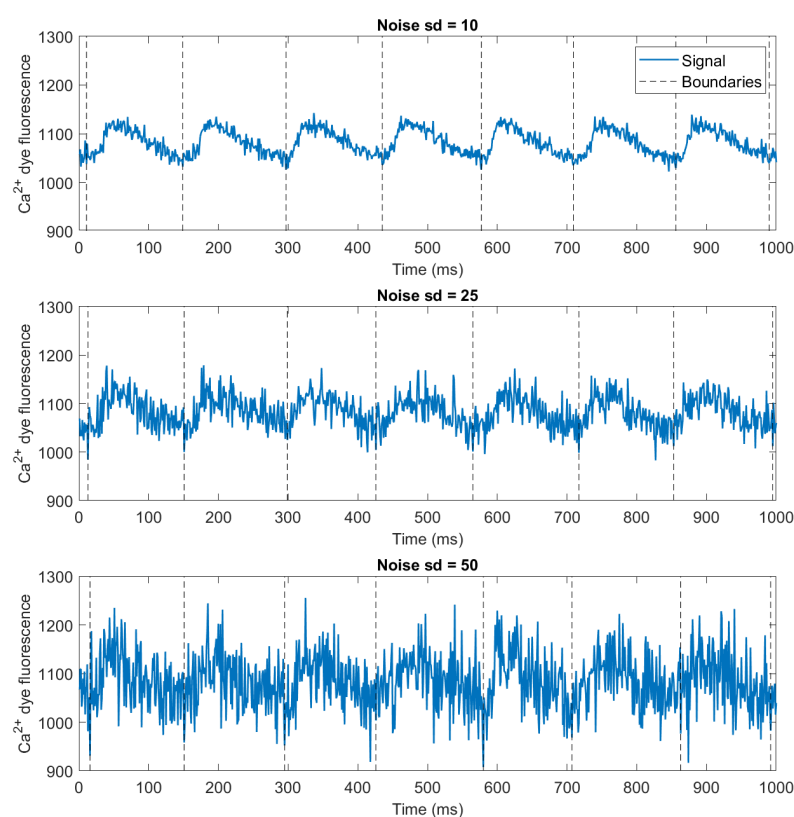 Noise sd = 10
1300
1200
1100
1000
900
Ca2+ dye fluorescence
Signal
Boundaries
0 100 200 300 400 500 600 700 800 900 1000
Time (ms)
Noise sd = 25
1300
1200
1100
1000
900
Ca2+ dye fluorescence
0 100 200 300 400 500 600 700 800 900 1000
Time (ms)
Noise sd = 50
1300
1200
1100
1000
900
Ca2+ dye fluorescence
0 100 200 300 400 500 600 700 800 900 1000
Time (ms)